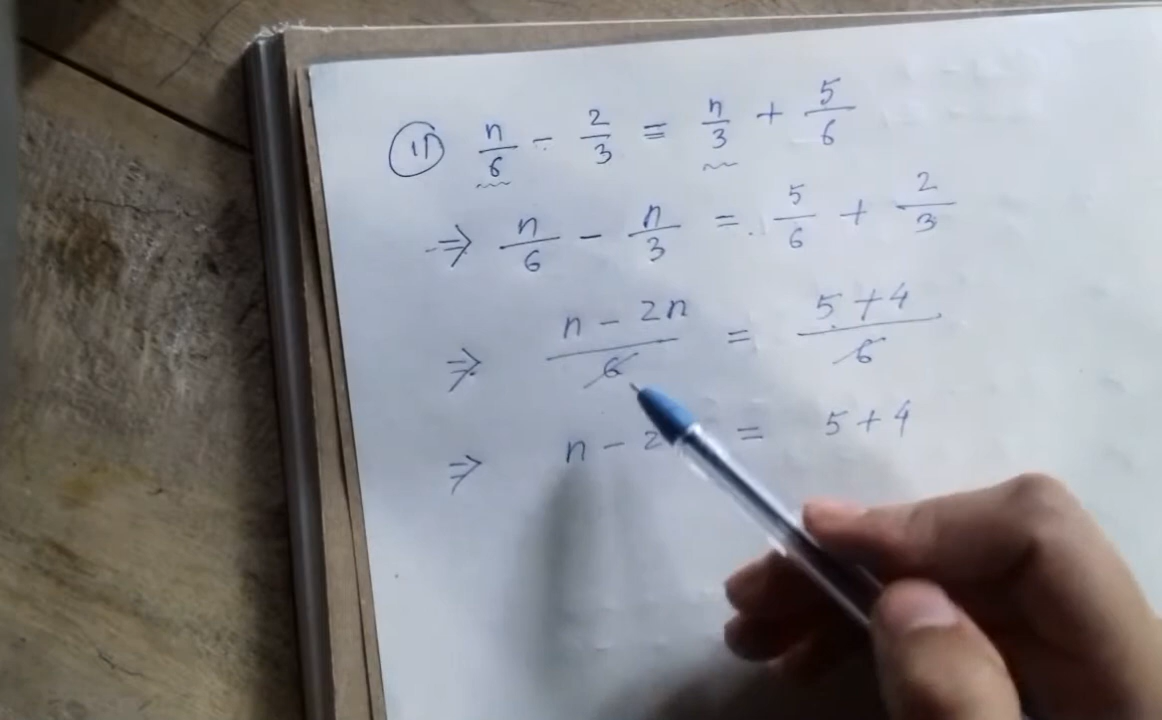 (ii) n/6 - 2/3 = n/3 + 5/6
⇒ n/6 - n/3 = 5/6 + 2/3
⇒ (n - 2n)/6 = (5 + 4)/6
⇒ n - 2 = 5 + 4